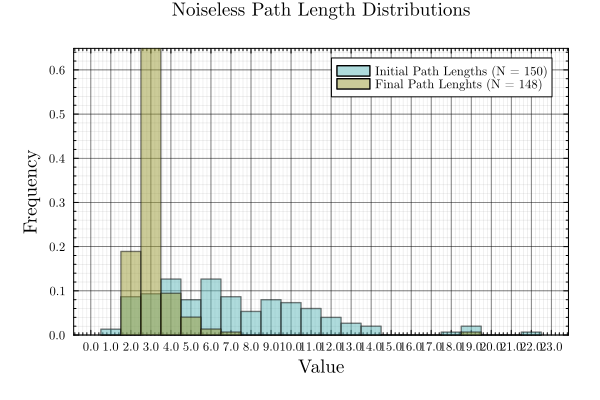 Noiseless Path Length Distributions
Initial Path Lengths (N = 150)
Final Path Lenghts (N = 148)
Frequency
0.6
0.5
0.4
0.3
0.2
0.1
0.0
0.0 1.0 2.0 3.0 4.0 5.0 6.0 7.0 8.0 9.0 10.0 11.0 12.0 13.0 14.0 15.0 16.0 17.0 18.0 19.0 20.0 21.0 22.0 23.0
Value